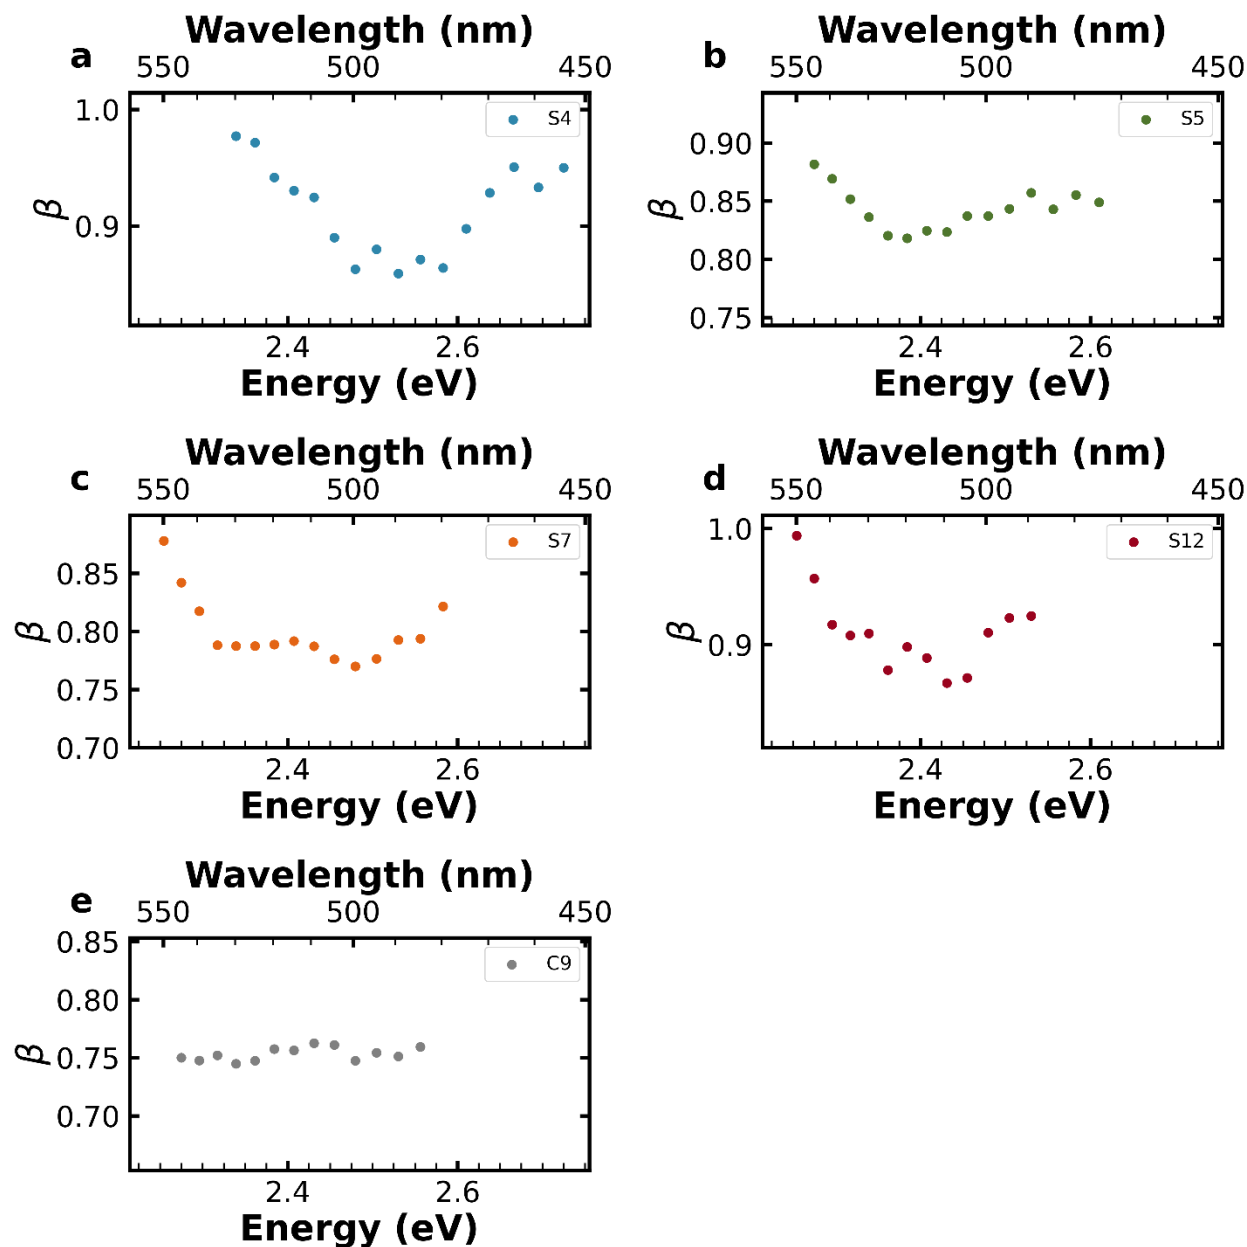 Wavelength (nm)
a
550 500 450
1.0
0.9
β
S4
2.4 2.6
Energy (eV)
Wavelength (nm)
b
550 500 450
0.90
0.85
0.80
0.75
β
S5
2.4 2.6
Energy (eV)
Wavelength (nm)
c
550 500 450
0.85
0.80
0.75
0.70
β
S7
2.4 2.6
Energy (eV)
Wavelength (nm)
d
550 500 450
1.0
0.9
β
S12
2.4 2.6
Energy (eV)
Wavelength (nm)
e
550 500 450
0.85
0.80
0.75
0.70
β
C9
2.4 2.6
Energy (eV)